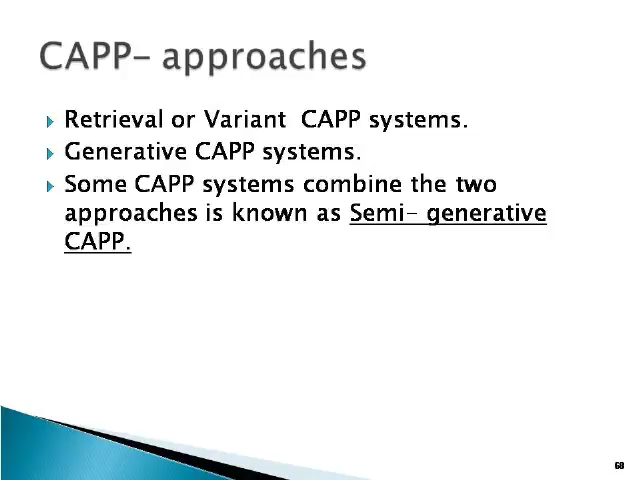 CAPP- approaches
Retrieval or Variant CAPP systems.
Generative CAPP systems.
Some CAPP systems combine the two
approaches is known as Semi- generative
CAPP.